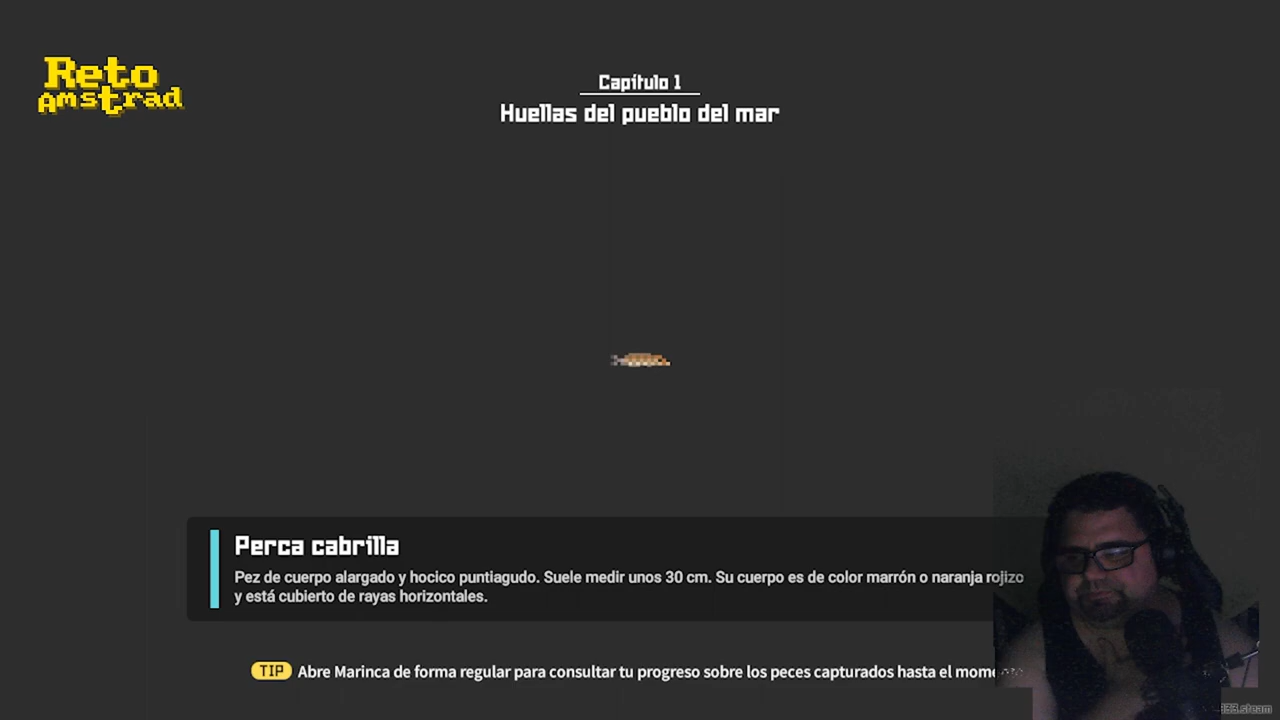 Reto
Amstrad
Capítulo 1
Huellas del pueblo del mar
Perca cabrilla
Pez de cuerpo alargado y hocico puntiagudo. Suele medir unos 30 cm. Su cuerpo es de color marrón o naranja rojizo
y está cubierto de rayas horizontales.
TIP Abre Marinca de forma regular para consultar tu progreso sobre los peces capturados hasta el